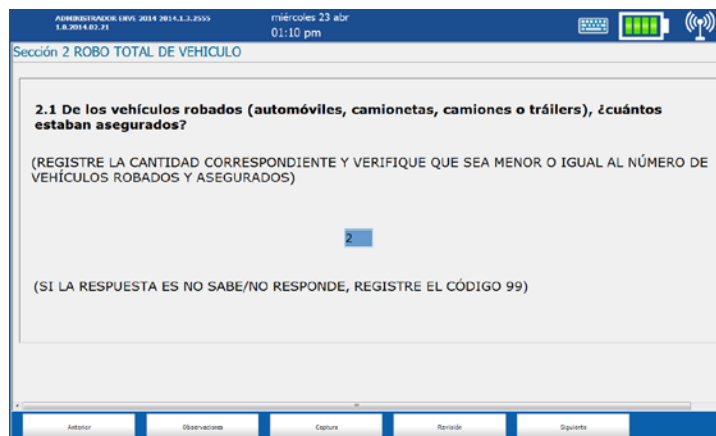 ADMINISTRADOR ENVE 2014 2014.1.3.2555
1.0.2014.02.21
miércoles 23 abr
01:10 pm
Sección 2 ROBO TOTAL DE VEHICULO
2.1 De los vehículos robados (automóviles, camionetas, camiones o tráilers), ¿cuántos
estaban asegurados?
(REGISTRE LA CANTIDAD CORRESPONDIENTE Y VERIFIQUE QUE SEA MENOR O IGUAL AL NÚMERO DE
VEHÍCULOS ROBADOS Y ASEGURADOS)
2
(SI LA RESPUESTA ES NO SABE/NO RESPONDE, REGISTRE EL CÓDIGO 99)
Anterior
Observaciones
Captura
Revisión
Siguiente